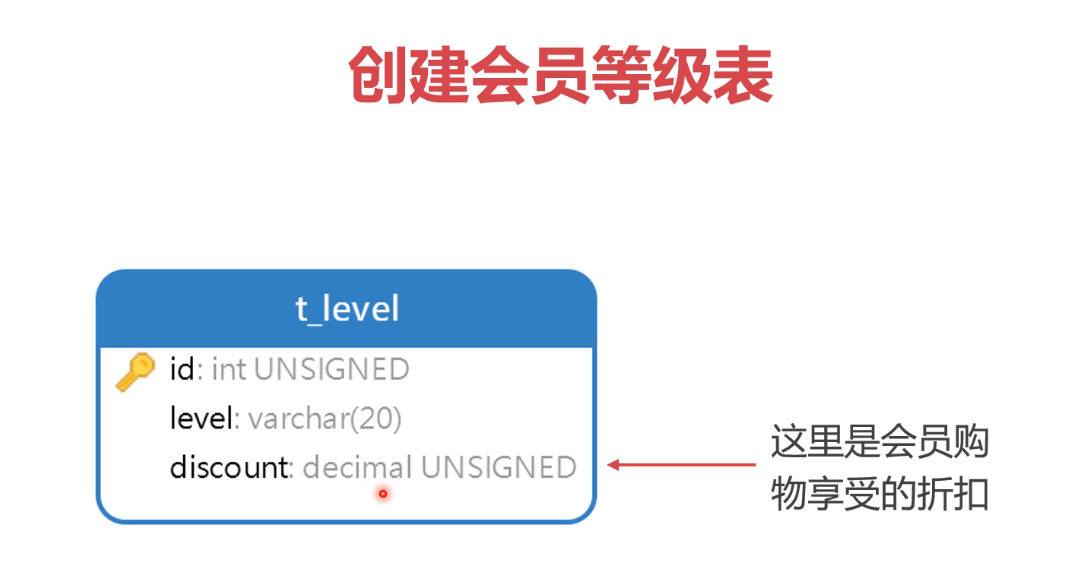 创建会员等级表
t_level
id: int UNSIGNED
level: varchar(20)
discount: decimal UNSIGNED
这里是会员购
物享受的折扣